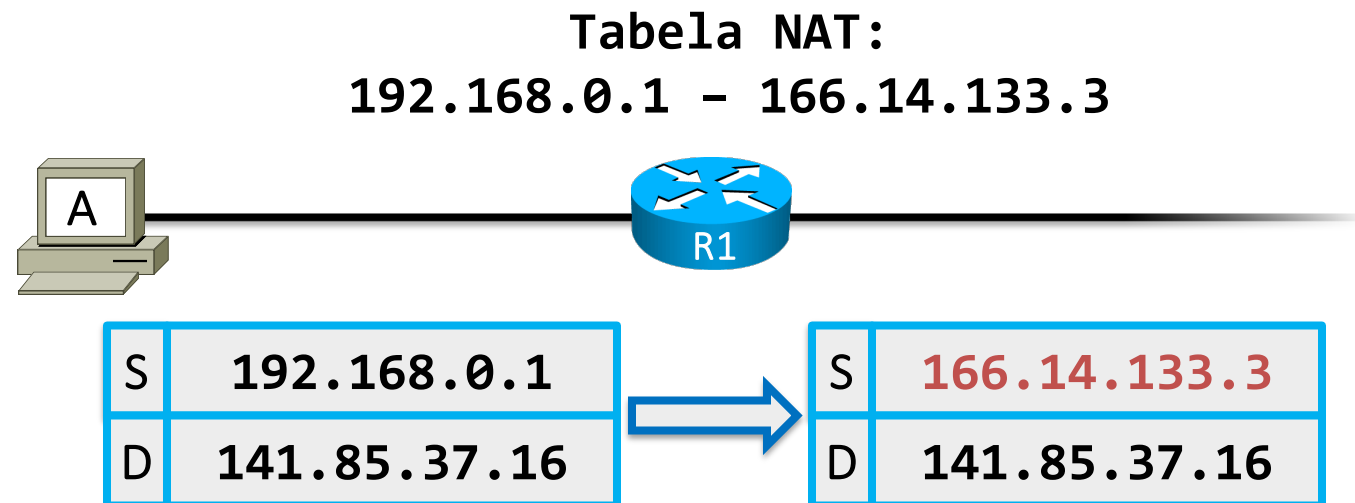 Tabela NAT:
192.168.0.1 – 166.14.133.3
A
R1
S 192.168.0.1
D 141.85.37.16
S 166.14.133.3
D 141.85.37.16